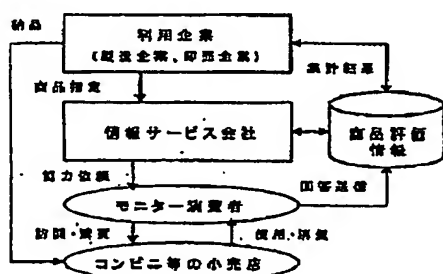 納品
利用企業
(製造企業、卸売企業)
集計結果
商品指定
情報サービス会社
商品評価
情報
協力依頼
回答送信
モニター消費者
訪問・購買
使用・消費
コンビニ等の小売店